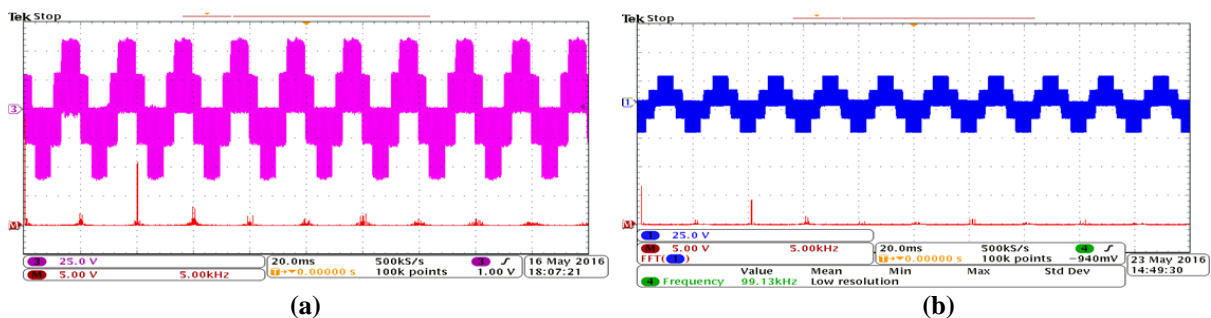 Tek Stop
3
M
3 25.0 V
M 5.00 V 5.00kHz
20.0ms 500kS/s
T→▼0.00000 s 100k points
3 ʃ
1.00 V
16 May 2016
18:07:21
(a)
Tek Stop
1
M
1 25.0 V
M 5.00 V 5.00kHz
FFT(1)
20.0ms 500kS/s
T→▼0.00000 s 100k points
4 ʃ
−940mV
Value Mean Min Max Std Dev
4 Frequency 99.13kHz Low resolution
23 May 2016
14:49:30
(b)